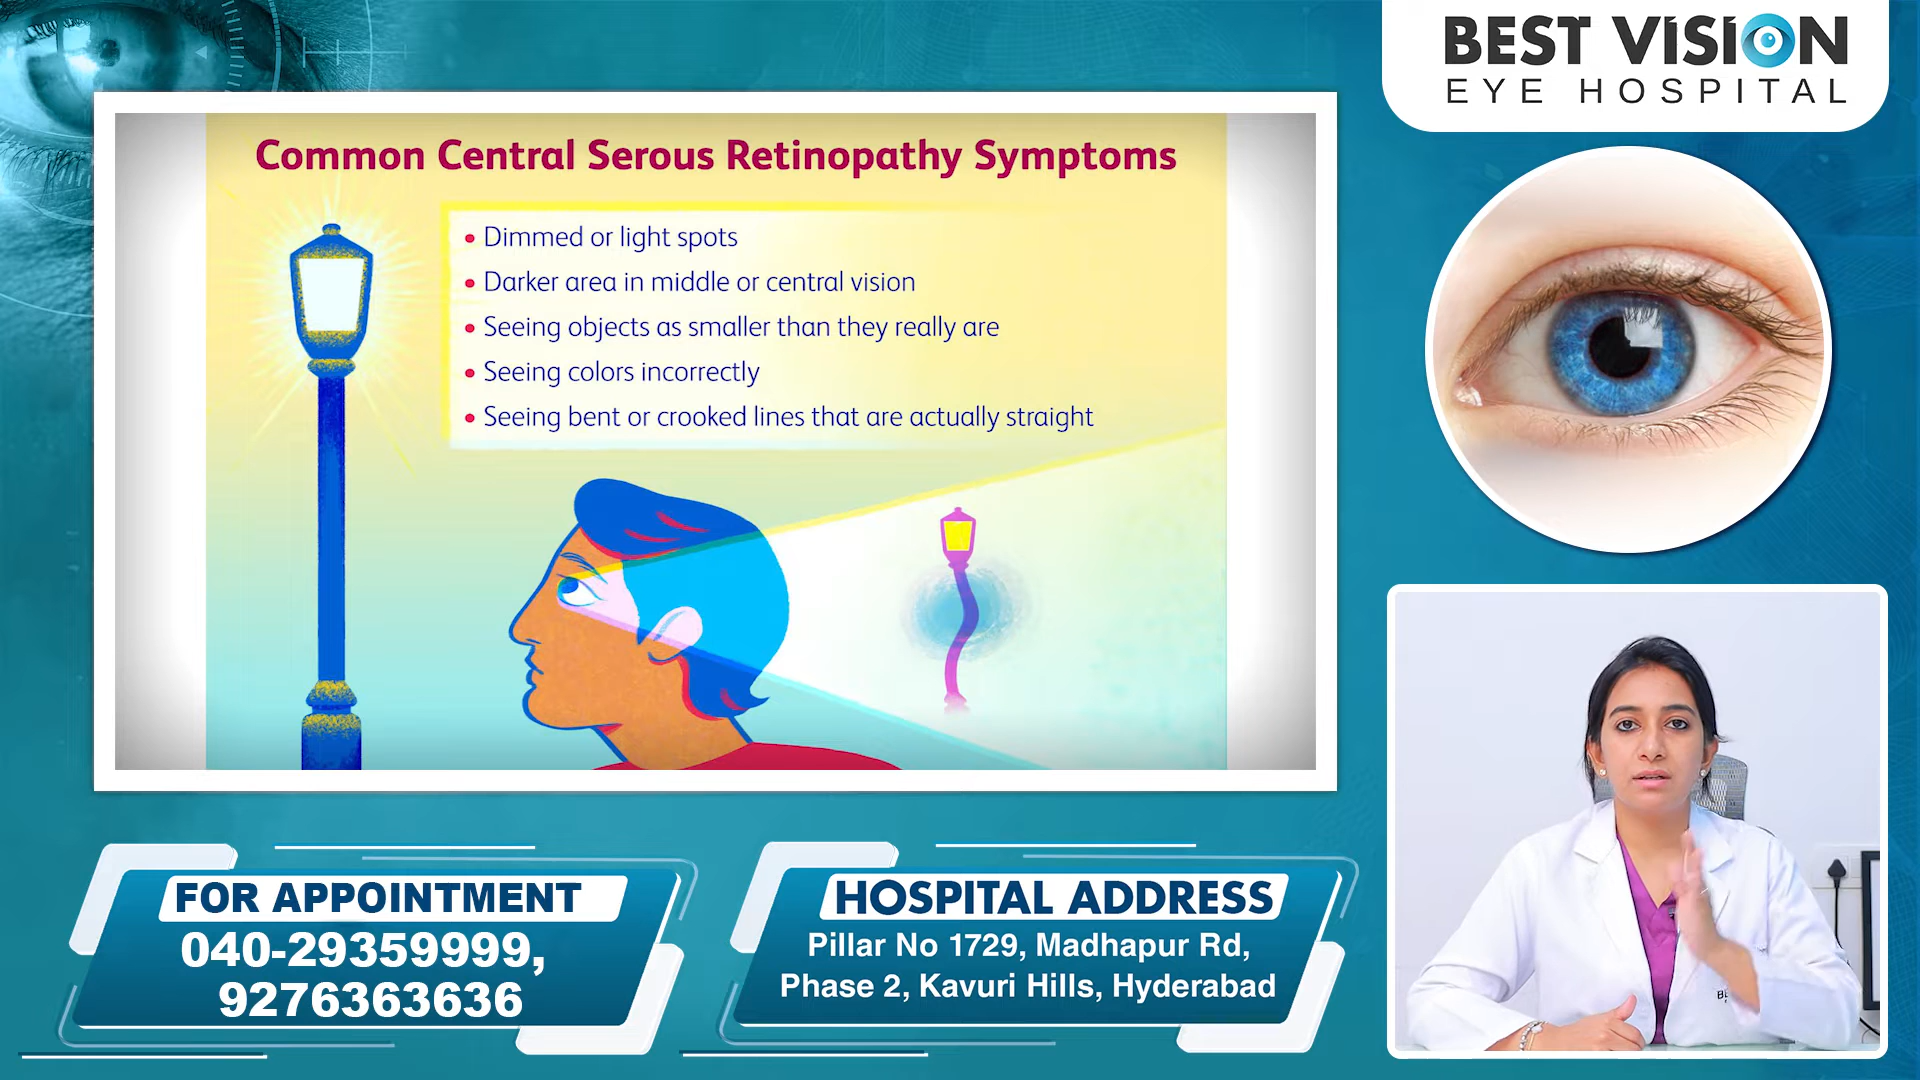 BEST VISION
EYE HOSPITAL
Common Central Serous Retinopathy Symptoms
• Dimmed or light spots
• Darker area in middle or central vision
• Seeing objects as smaller than they really are
• Seeing colors incorrectly
• Seeing bent or crooked lines that are actually straight
FOR APPOINTMENT
040-29359999,
9276363636
HOSPITAL ADDRESS
Pillar No 1729, Madhapur Rd,
Phase 2, Kavuri Hills, Hyderabad